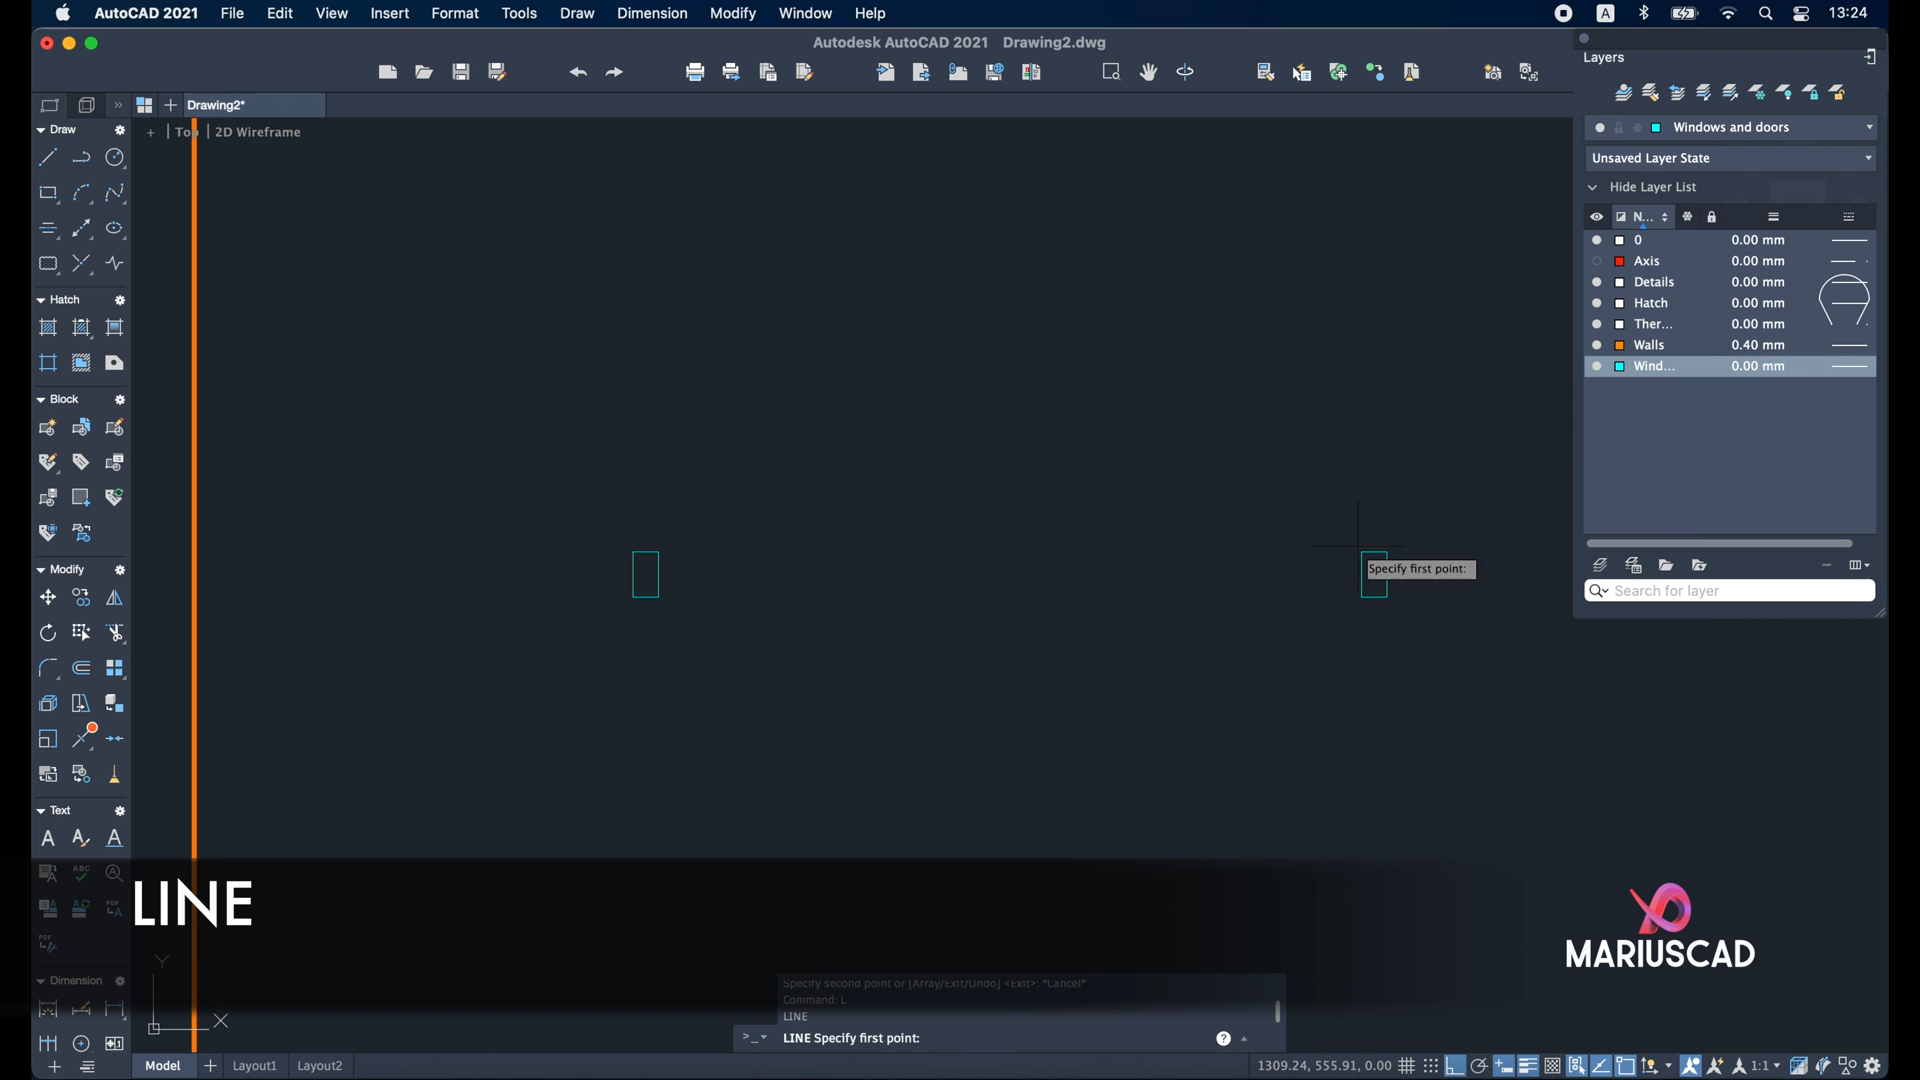 AutoCAD 2021 File Edit View Insert Format Tools Draw Dimension Modify Window Help A 13:24
Autodesk AutoCAD 2021 Drawing2.dwg
Layers
Drawing2*
Draw
+ | Top | 2D Wireframe
Windows and doors
Unsaved Layer State
Hide Layer List
N...
0 0.00 mm
Axis 0.00 mm
Details 0.00 mm
Hatch 0.00 mm
Ther... 0.00 mm
Walls 0.40 mm
Wind... 0.00 mm
Hatch
Block
Modify
Specify first point:
Search for layer
Text
LINE
MARIUSCAD
Y
X
Dimension
Specify second point or [Array/Exit/Undo] <Exit>: *Cancel*
Command: L
LINE
>_ LINE Specify first point:
Model + Layout1 Layout2
1309.24, 555.91, 0.00 1:1